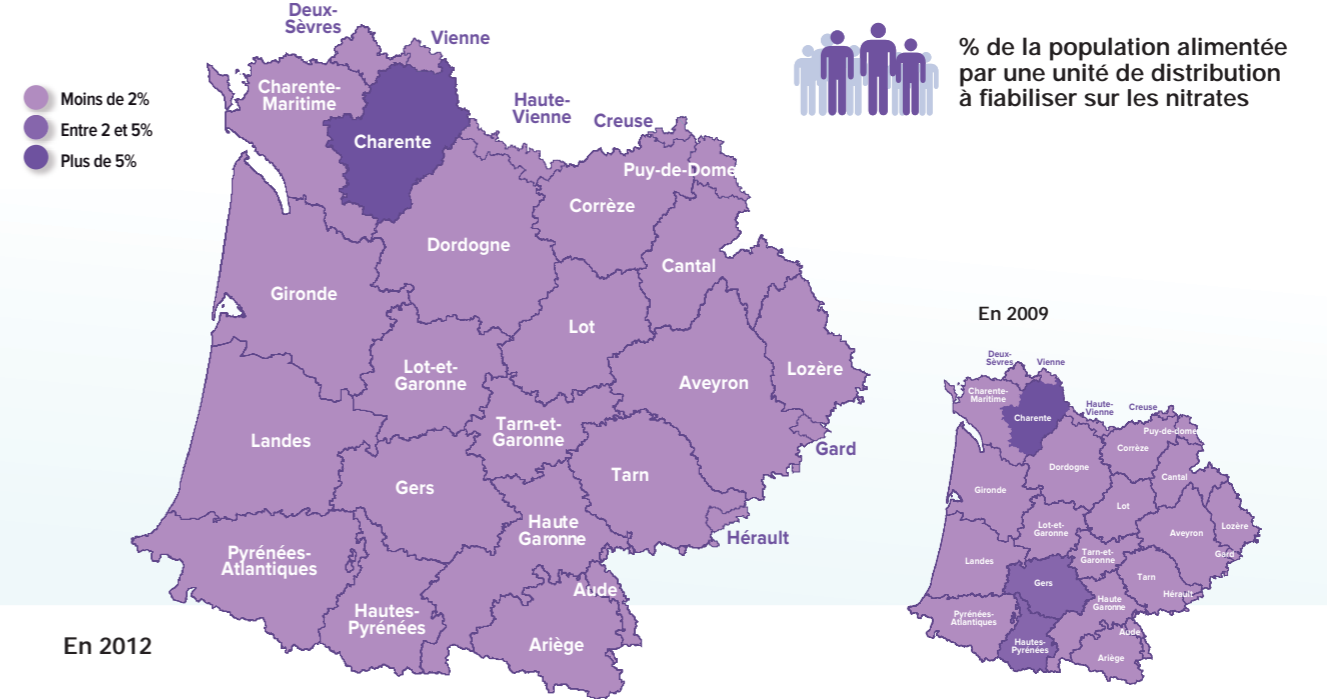 % de la population alimentée
par une unité de distribution
à fiabiliser sur les nitrates
Moins de 2%
Entre 2 et 5%
Plus de 5%
Deux-
Sèvres
Vienne
Charente-
Maritime
Charente
Haute-
Vienne
Creuse
Puy-de-Dome
Corrèze
Dordogne
Cantal
Gironde
Lot
Lot-et-
Garonne
Aveyron
Lozère
Landes
Tarn-et-
Garonne
Gard
Gers
Tarn
Haute
Garonne
Hérault
Pyrénées-
Atlantiques
Aude
Hautes-
Pyrénées
Ariège
En 2012
En 2009
Deux-
Sèvres
Vienne
Charente-
Maritime
Charente
Haute-
Vienne
Creuse
Puy-de-dome
Corrèze
Dordogne
Cantal
Gironde
Lot
Lot-et-
Garonne
Aveyron
Lozère
Landes
Tarn-et-
Garonne
Gard
Gers
Tarn
Haute
Garonne
Hérault
Pyrénées-
Atlantiques
Aude
Hautes-
Pyrénées
Ariège